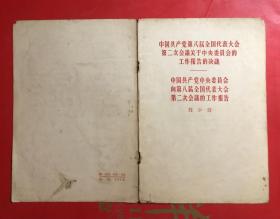 中国共产党第八届全国代表大会
第二次会议关于中央委员会的
工作报告的决议
中国共产党中央委员会
向第八届全国代表大会
第二次会议的工作报告
刘少奇